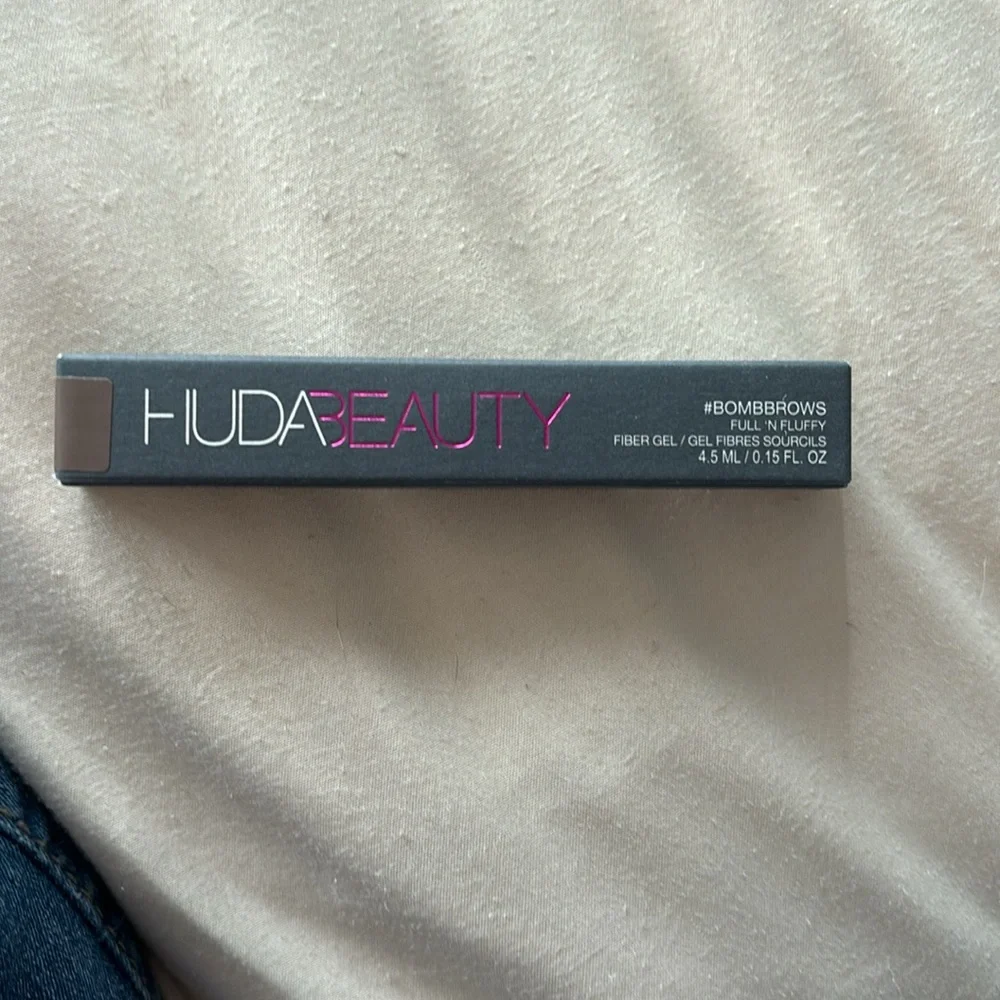 HUDABEAUTY
#BOMBBROWS
FULL 'N FLUFFY
FIBER GEL / GEL FIBRES SOURCILS
4.5 ML / 0.15 FL. OZ